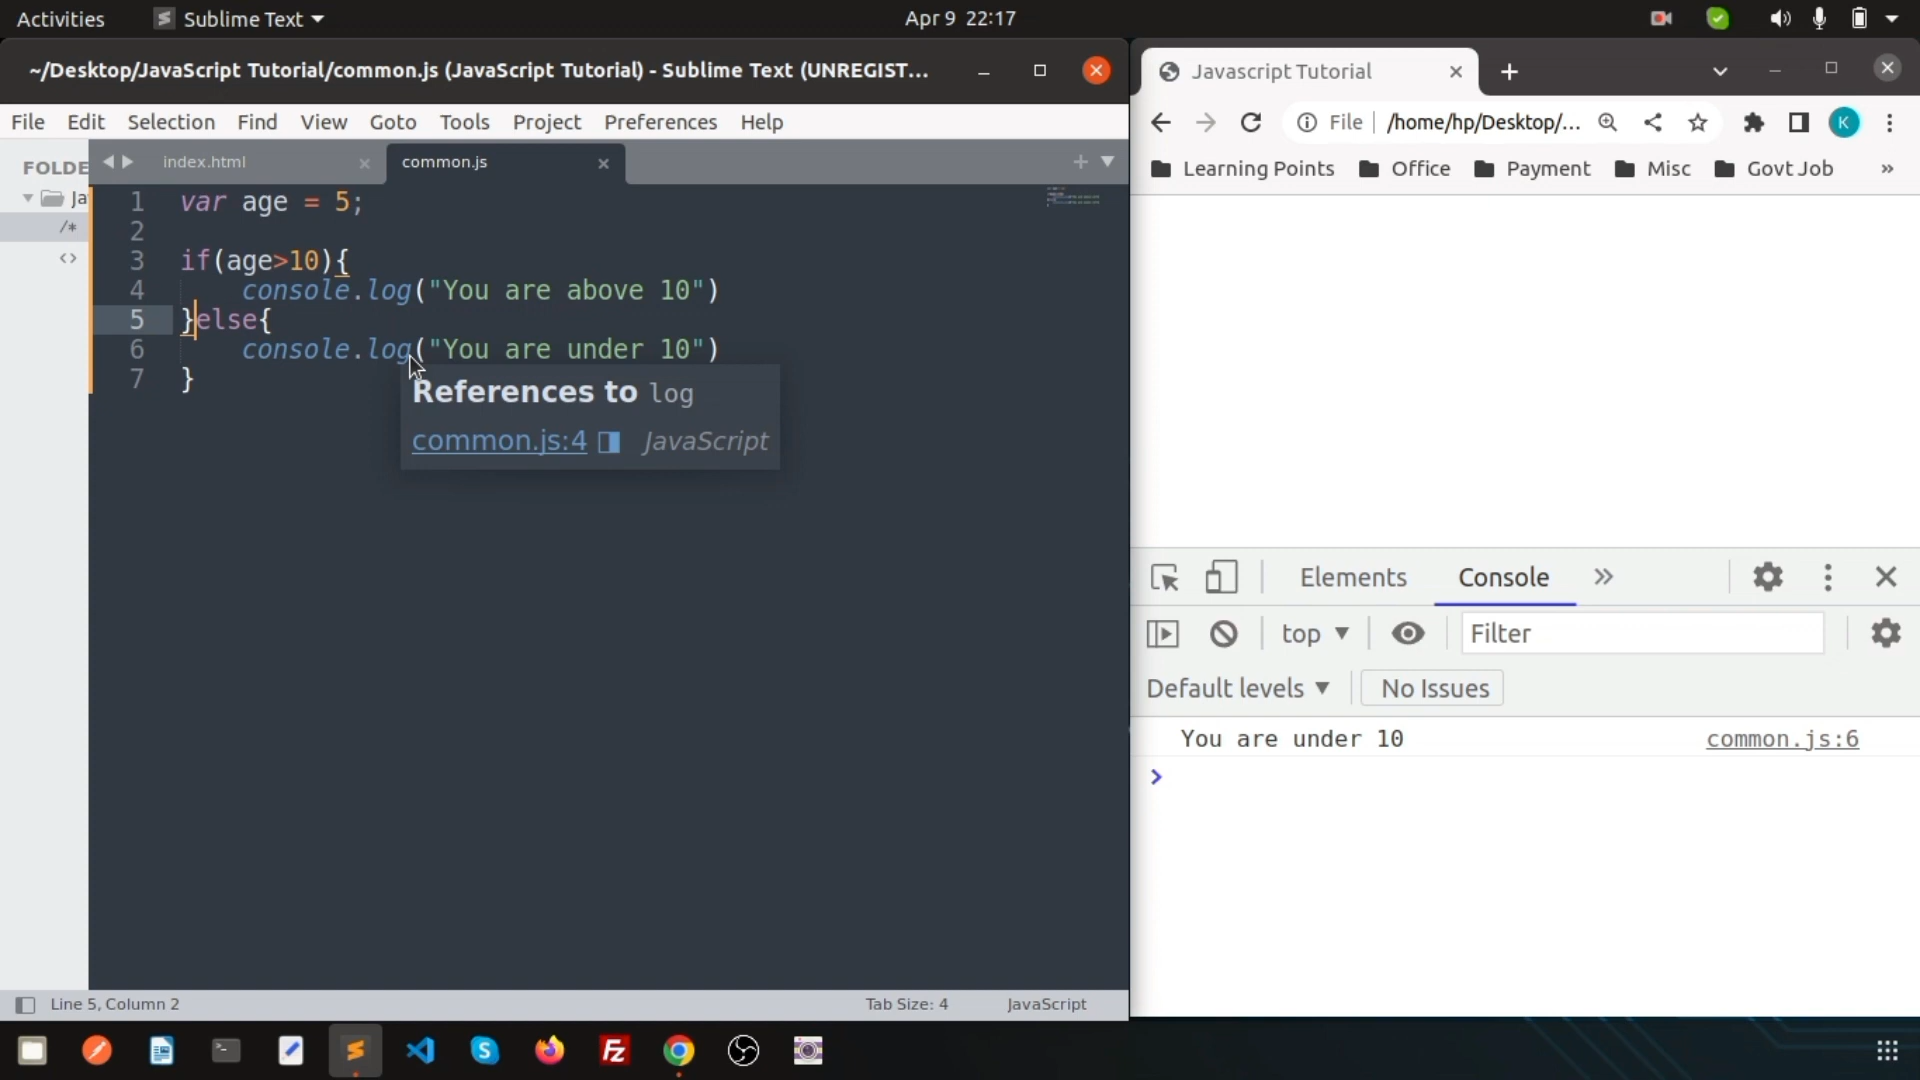 Activities Sublime Text Apr 9 22:17
~/Desktop/JavaScript Tutorial/common.js (JavaScript Tutorial) - Sublime Text (UNREGIST...
File Edit Selection Find View Goto Tools Project Preferences Help
FOLDE
Ja
/*
<>
index.html common.js
1 var age = 5;
2
3 if(age>10){
4 console.log("You are above 10")
5 }else{
6 console.log("You are under 10")
7 }
References to log
common.js:4 JavaScript
Line 5, Column 2 Tab Size: 4 JavaScript
Javascript Tutorial
File /home/hp/Desktop/... K
Learning Points Office Payment Misc Govt Job »
Elements Console »
top Filter
Default levels No Issues
You are under 10 common.js:6
>